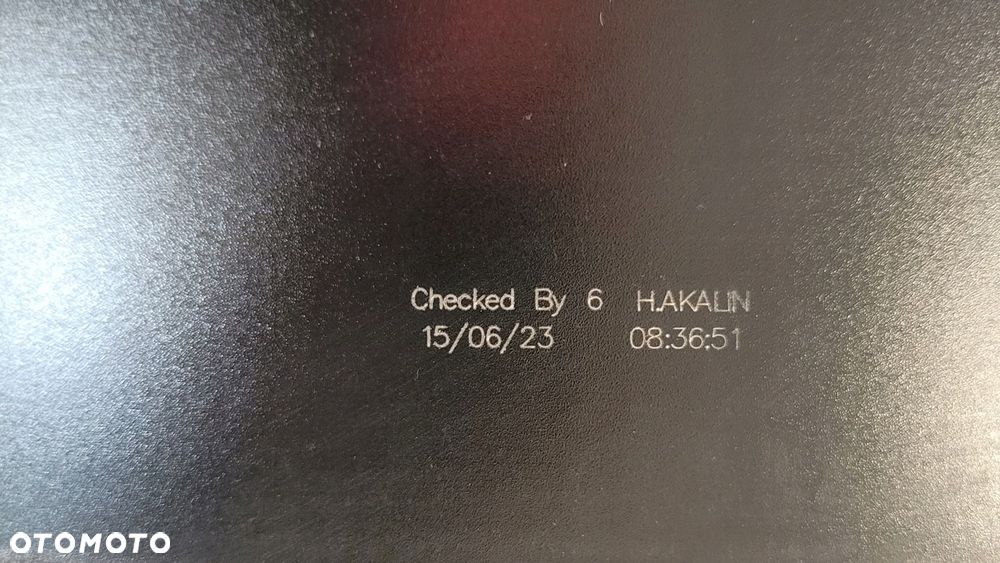 Checked By 6 H.AKALIN
15/06/23 08:36:51
OTOMOTO